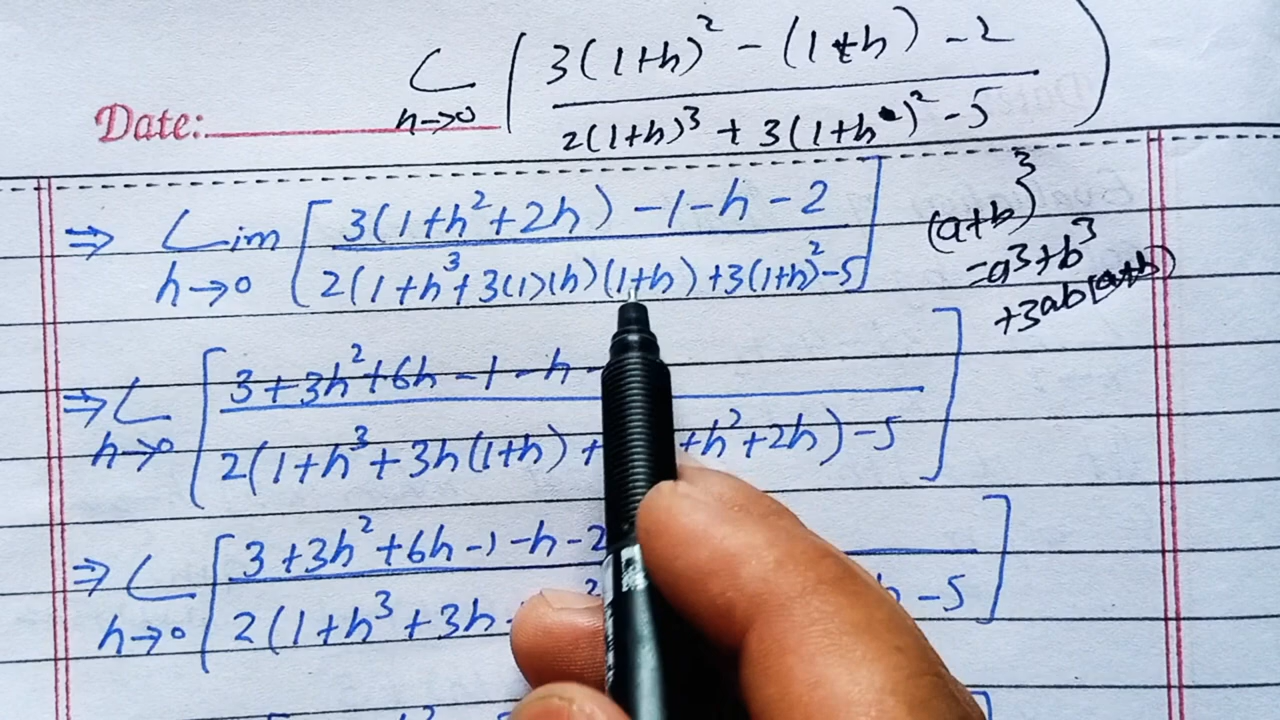 L h→0 ( 3(1+h)² - (1+h) - 2 / 2(1+h)³ + 3(1+h)² - 5 )
Date:
⇒ Lim h→0 [ 3(1+h²+2h) - 1 - h - 2 / 2(1+h³+3(1)(h)(1+h) + 3(1+h)² - 5 ]
(a+b)³
= a³+b³
+3ab(a+b)
⇒ L h→0 [ 3+3h²+6h - 1 - h - / 2(1+h³+3h(1+h) + +h²+2h) - 5 ]
⇒ L h→0 [ 3+3h²+6h - 1 - h - 2 / 2(1+h³+3h - 5 ]